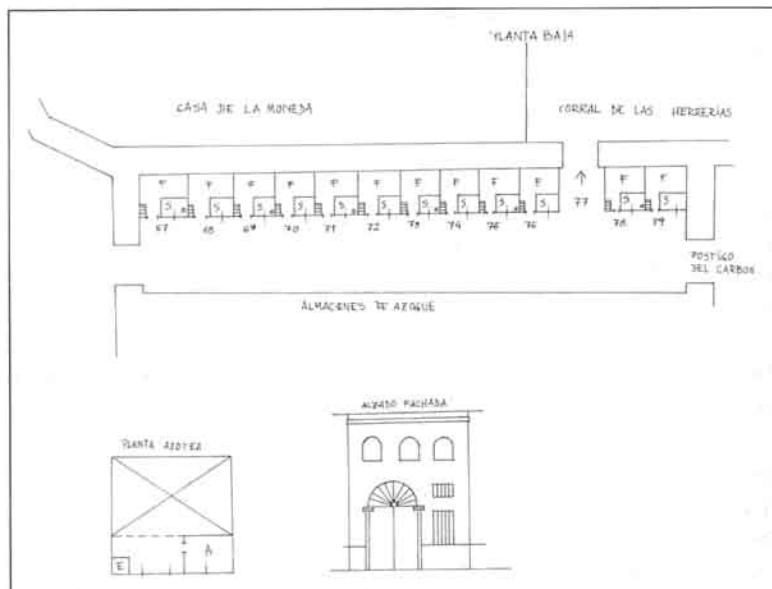 PLANTA BAJA
CASA DE LA MONEDA
CORRAL DE LAS HERRERÍAS
F F F F F F F F F F F F
S S S S S S S S S S S S
67 68 69 70 71 72 73 74 75 76 77 78 79
POSTIGO
DEL CARBON
ALMACENES DE AZOGUE
ALZADO FACHADA
PLANTA AZOTEA
A
E